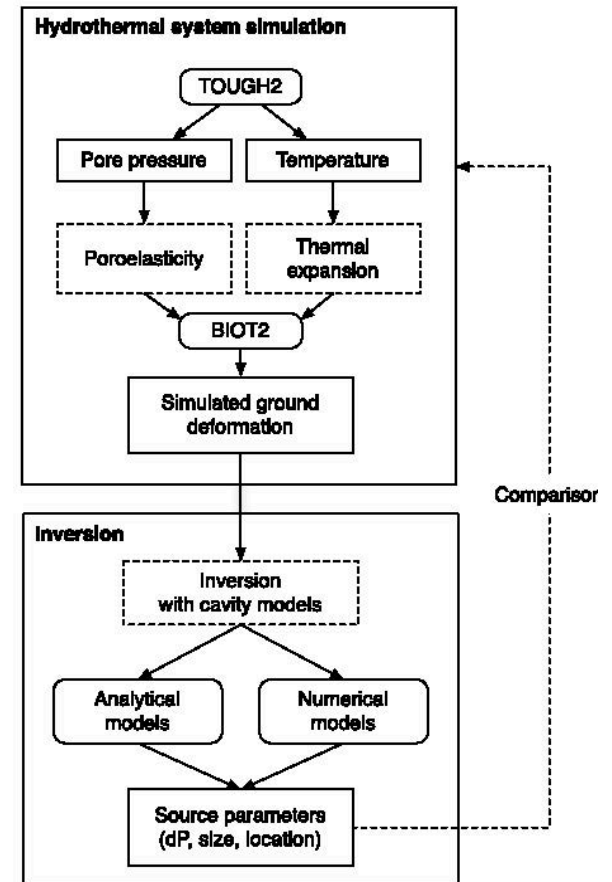 Hydrothermal system simulation
TOUGH2
Pore pressure
Temperature
Poroelasticity
Thermal
expansion
BIOT2
Simulated ground
deformation
Comparison
Inversion
Inversion
with cavity models
Analytical
models
Numerical
models
Source parameters
(dP, size, location)